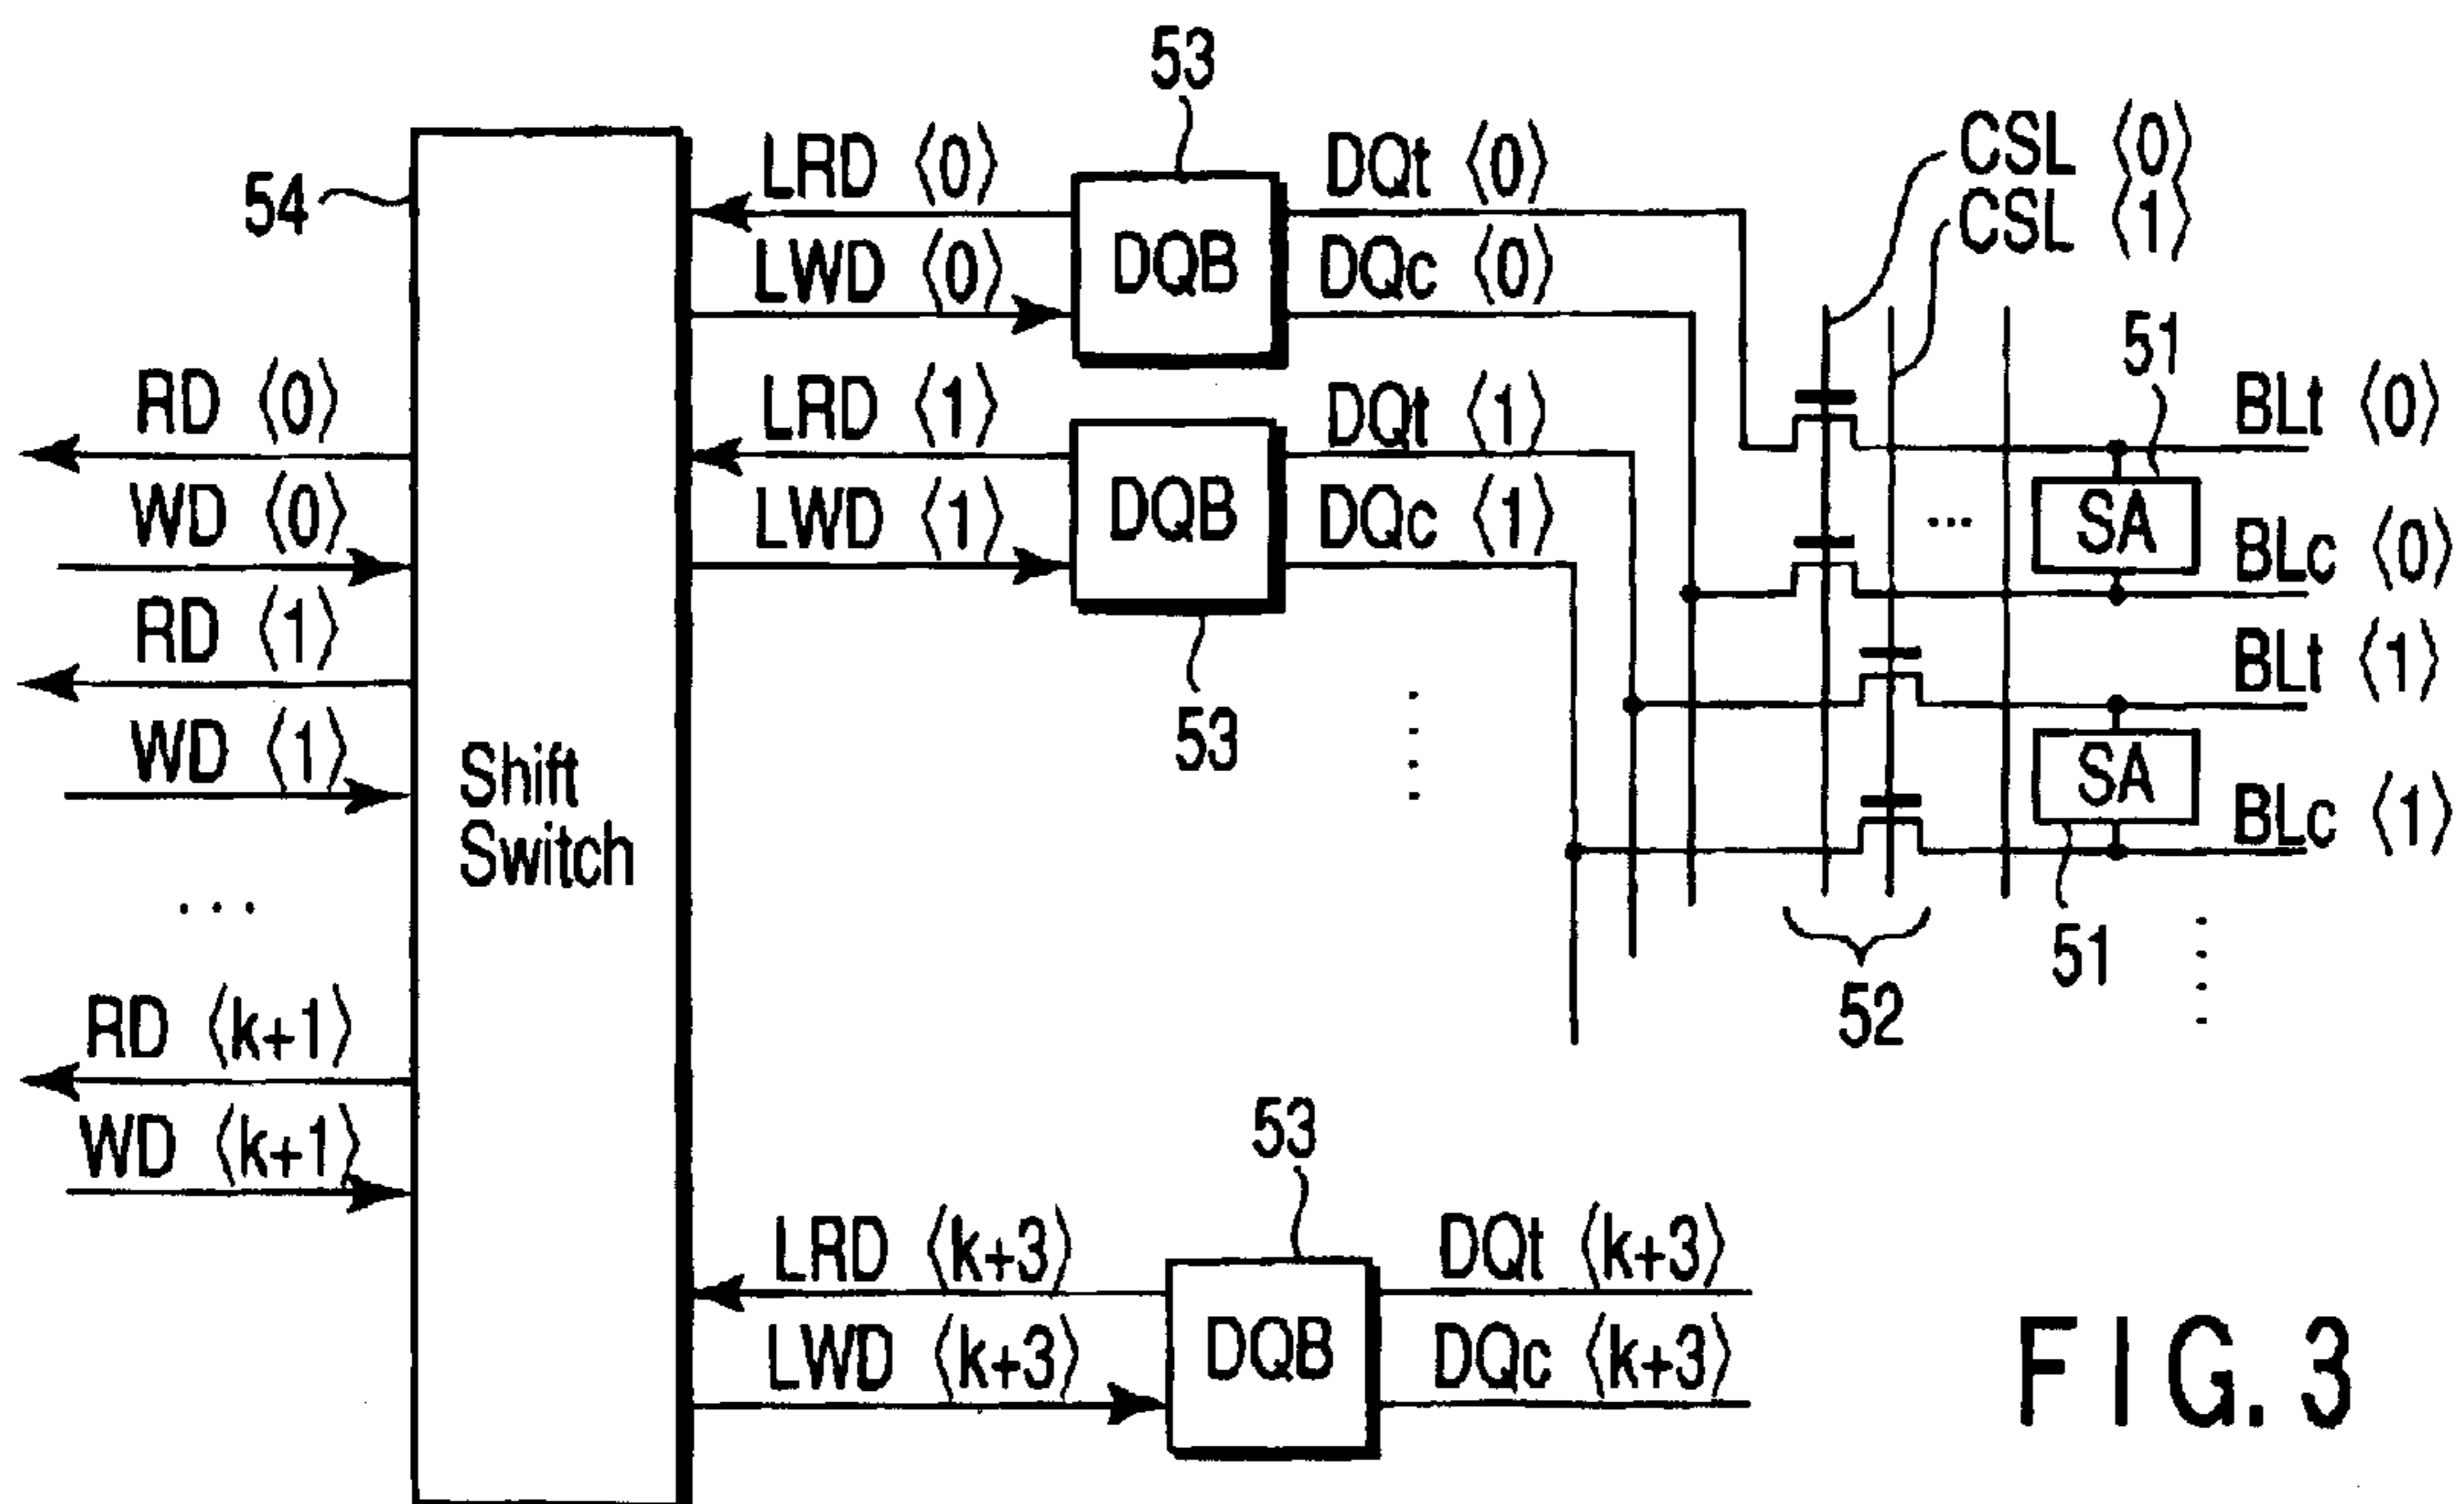 53
CSL ⟨0⟩
CSL ⟨1⟩
54
LRD ⟨0⟩
DQB
DQt ⟨0⟩
LWD ⟨0⟩
DQc ⟨0⟩
51
RD ⟨0⟩
LRD ⟨1⟩
DQB
DQt ⟨1⟩
BLt ⟨0⟩
WD ⟨0⟩
LWD ⟨1⟩
DQc ⟨1⟩
...
SA
BLc ⟨0⟩
RD ⟨1⟩
BLt ⟨1⟩
WD ⟨1⟩
53
SA
BLc ⟨1⟩
Shift
Switch
...
51
52
RD ⟨k+1⟩
WD ⟨k+1⟩
53
LRD ⟨k+3⟩
DQB
DQt ⟨k+3⟩
LWD ⟨k+3⟩
DQc ⟨k+3⟩
FIG. 3